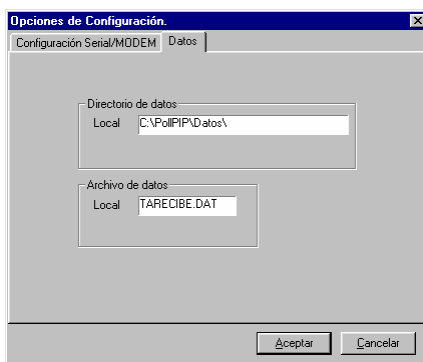 Opciones de Configuración.
Configuración Serial/MODEM Datos
Directorio de datos
Local C:\PollPIP\Datos\
Archivo de datos
Local TARECIBE.DAT
Aceptar Cancelar